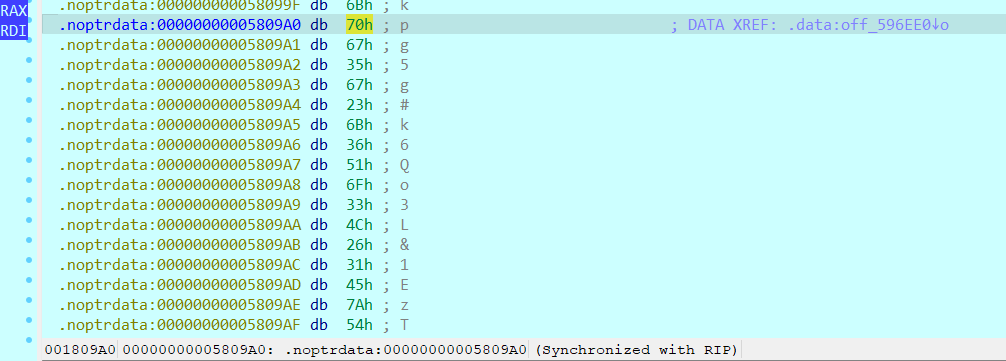 .noptrdata:000000000058099F db 6Bh ; k
RAX .noptrdata:00000000005809A0 db 70h ; p ; DATA XREF: .data:off_596EE0↓o
RDI .noptrdata:00000000005809A1 db 67h ; g
.noptrdata:00000000005809A2 db 35h ; 5
.noptrdata:00000000005809A3 db 67h ; g
.noptrdata:00000000005809A4 db 23h ; #
.noptrdata:00000000005809A5 db 6Bh ; k
.noptrdata:00000000005809A6 db 36h ; 6
.noptrdata:00000000005809A7 db 51h ; Q
.noptrdata:00000000005809A8 db 6Fh ; o
.noptrdata:00000000005809A9 db 33h ; 3
.noptrdata:00000000005809AA db 4Ch ; L
.noptrdata:00000000005809AB db 26h ; &
.noptrdata:00000000005809AC db 31h ; 1
.noptrdata:00000000005809AD db 45h ; E
.noptrdata:00000000005809AE db 7Ah ; z
.noptrdata:00000000005809AF db 54h ; T
001809A0 00000000005809A0: .noptrdata:00000000005809A0 (Synchronized with RIP)